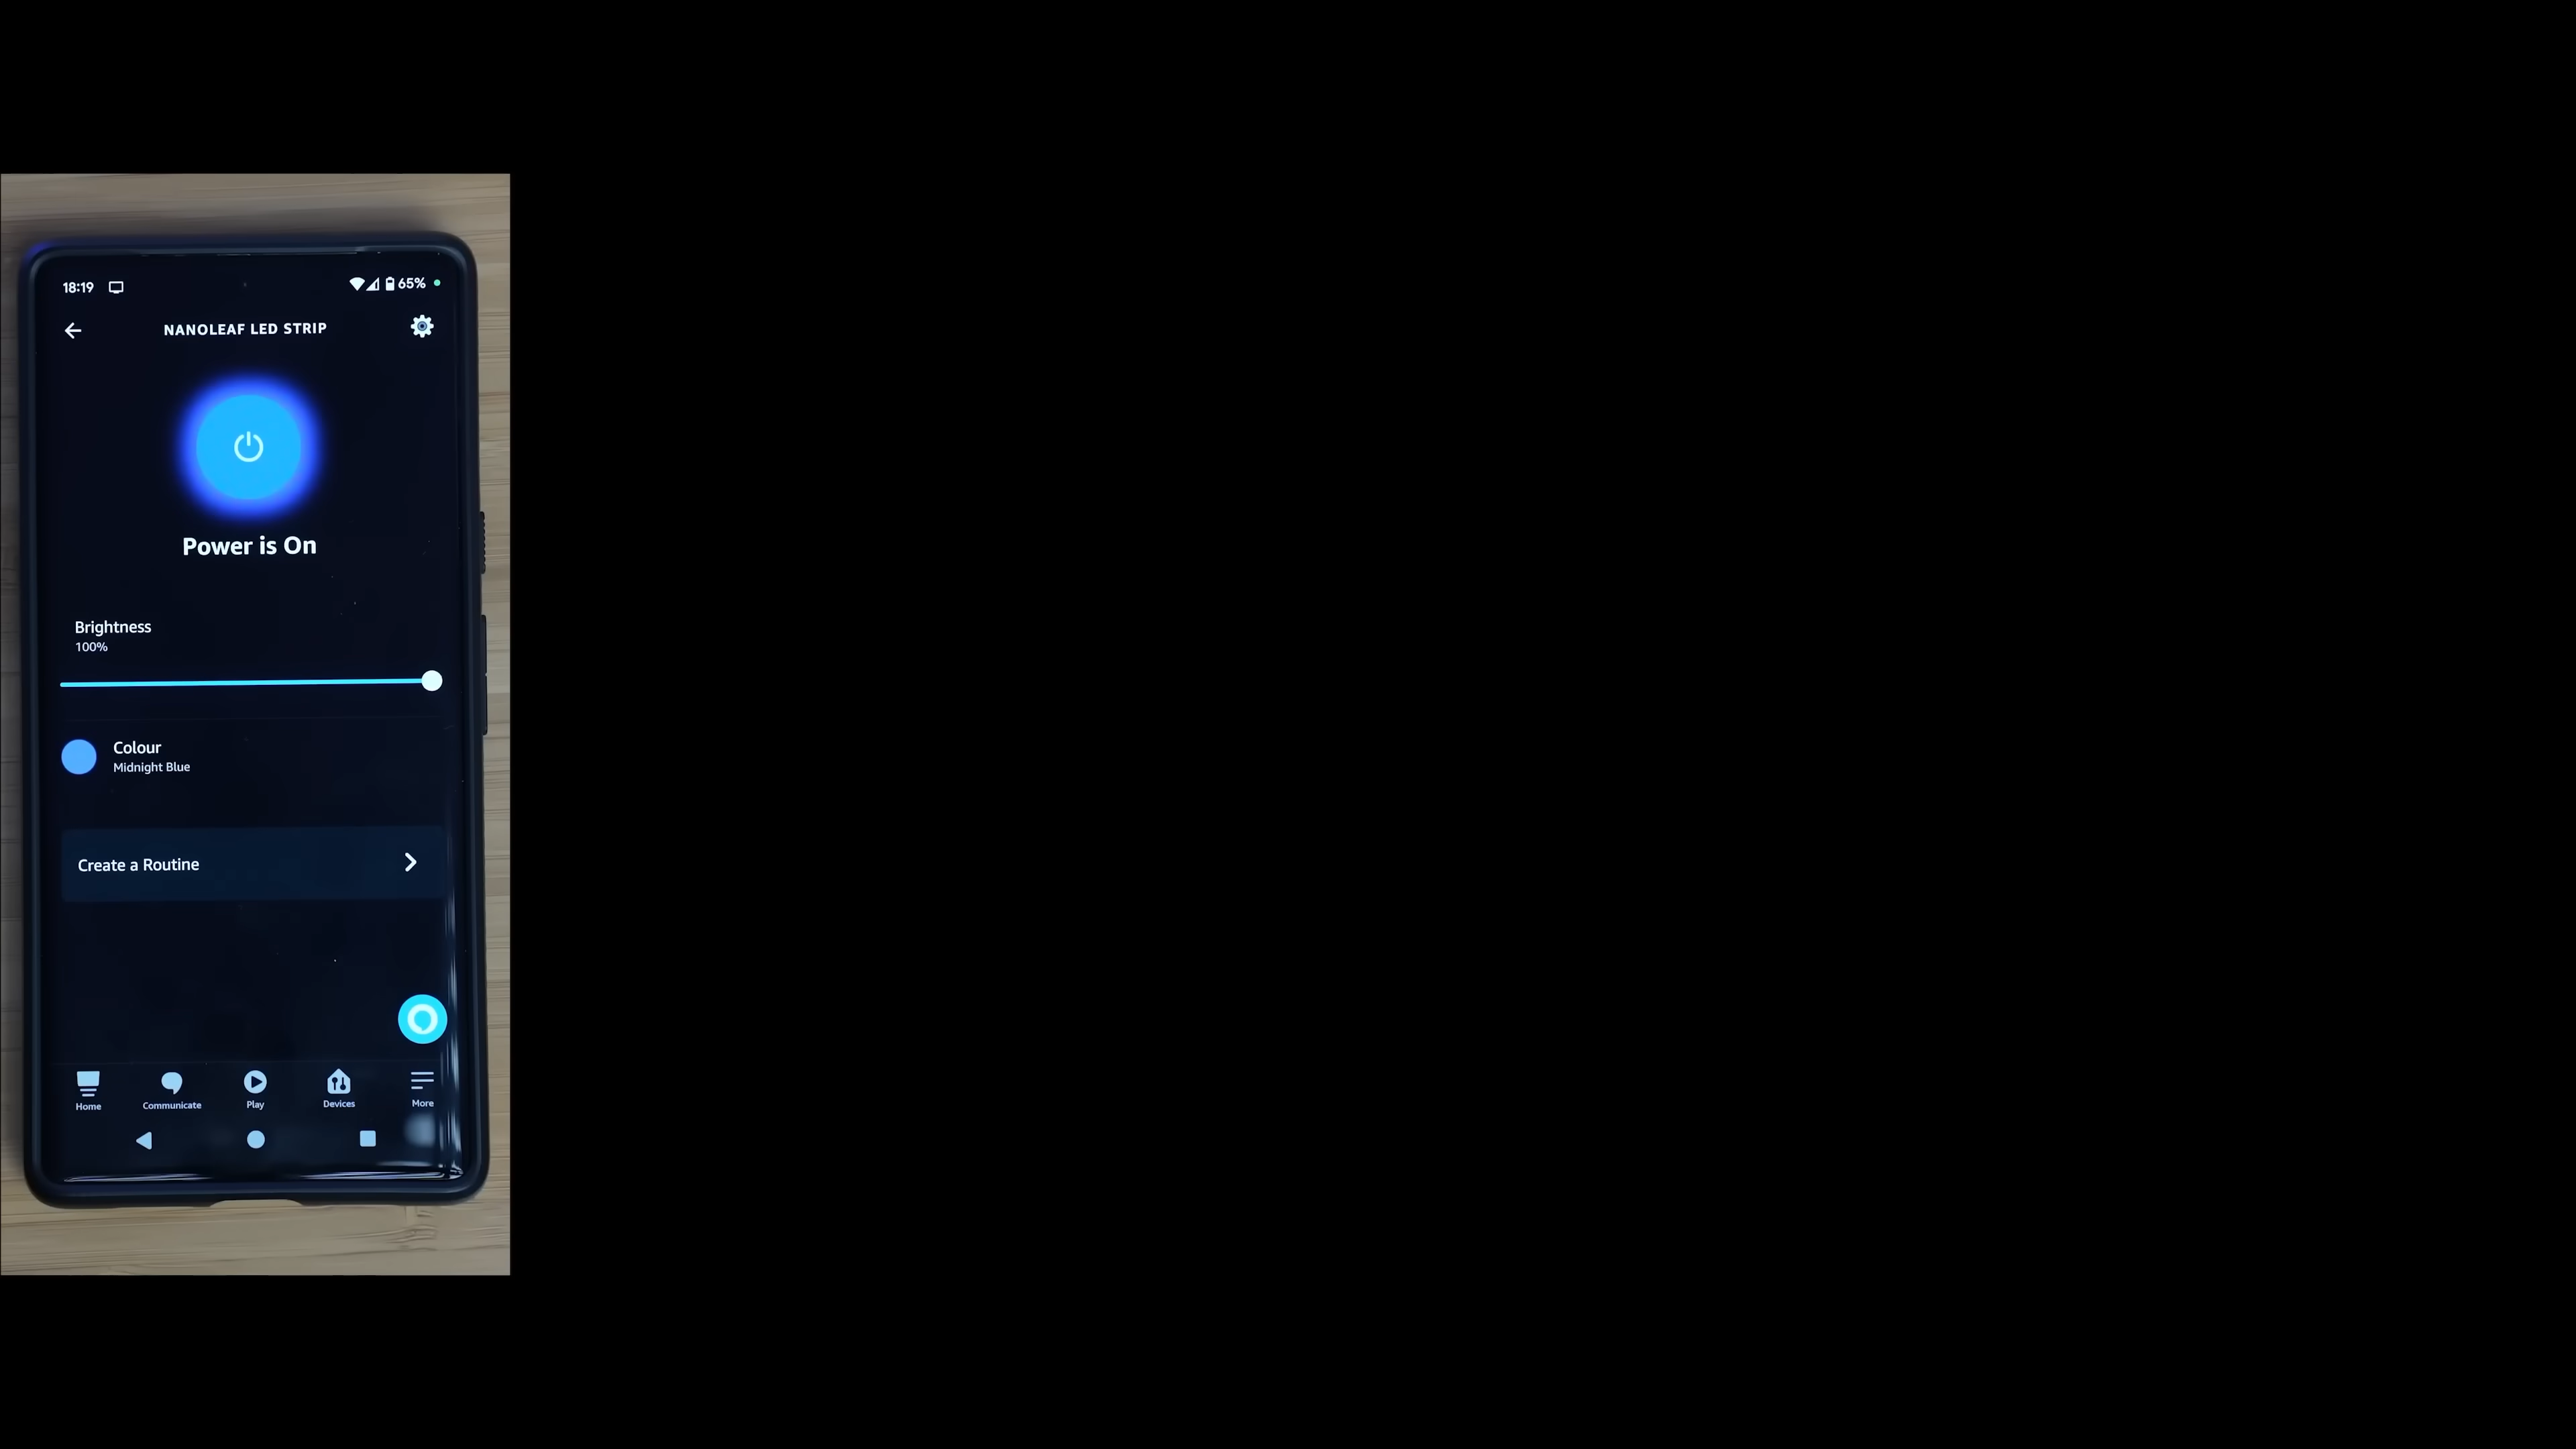 18:19
65%
NANOLEAF LED STRIP
Power is On
Brightness
100%
Colour
Midnight Blue
Create a Routine
Home
Communicate
Play
Devices
More